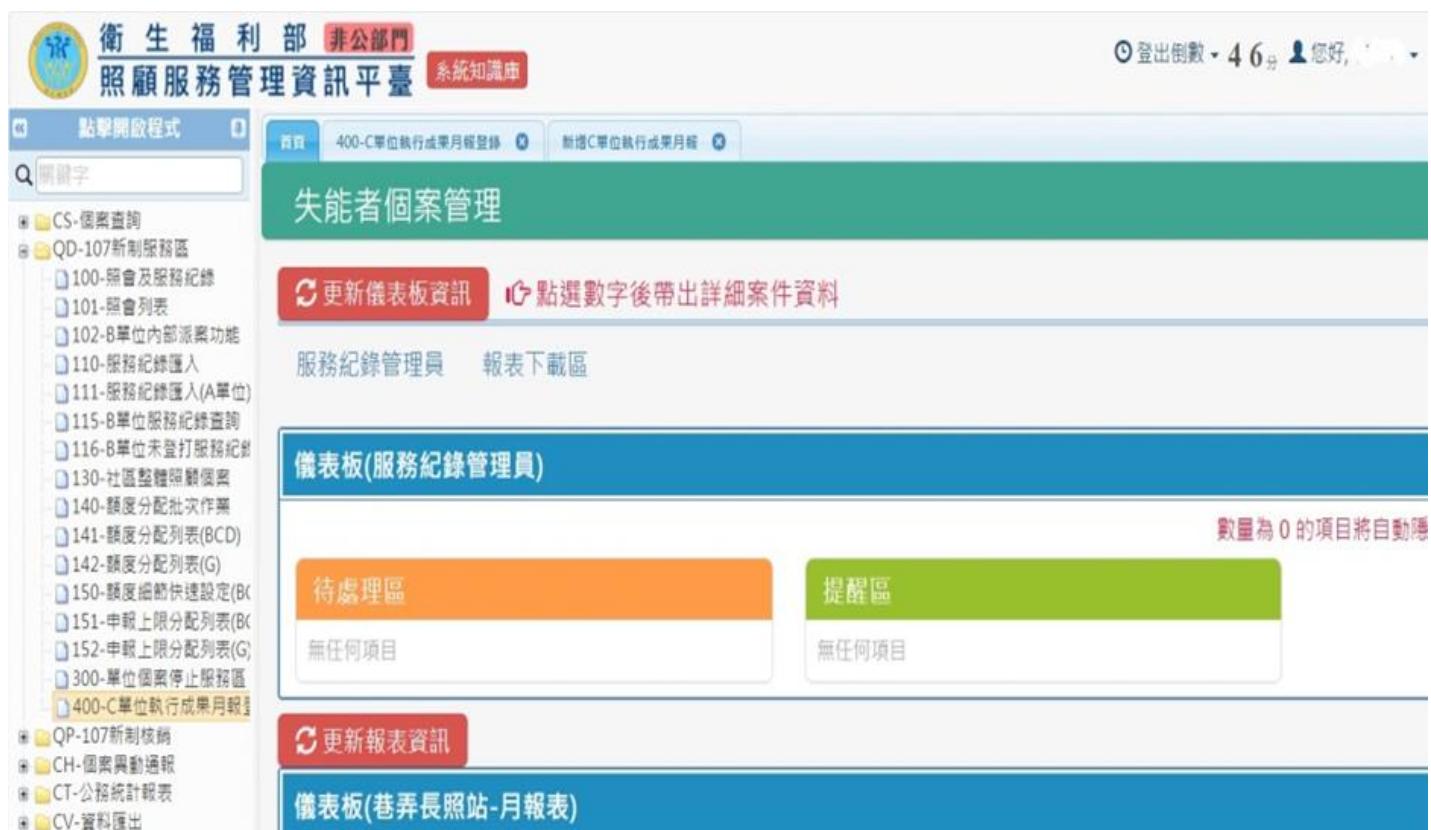 衛生福利部 非公部門
照顧服務管理資訊平臺 系統知識庫
登出倒數 46分 您好,
點擊開啟程式
首頁 400-C單位執行成果月報登錄 新增C單位執行成果月報
關鍵字
失能者個案管理
CS-個案查詢
QD-107新制服務區
100-照會及服務紀錄
101-照會列表
102-B單位內部派案功能
110-服務紀錄匯入
111-服務紀錄匯入(A單位)
115-B單位服務紀錄查詢
116-B單位未登打服務紀錄
130-社區整體照顧個案
140-額度分配批次作業
141-額度分配列表(BCD)
142-額度分配列表(G)
150-額度細節快速設定(BC
151-申報上限分配列表(BC
152-申報上限分配列表(G)
300-單位個案停止服務區
400-C單位執行成果月報登
QP-107新制核銷
CH-個案異動通報
CT-公務統計報表
CV-資料匯出
更新儀表板資訊 點選數字後帶出詳細案件資料
服務紀錄管理員 報表下載區
儀表板(服務紀錄管理員)
數量為 0 的項目將自動隱
待處理區 提醒區
無任何項目 無任何項目
更新報表資訊
儀表板(巷弄長照站-月報表)